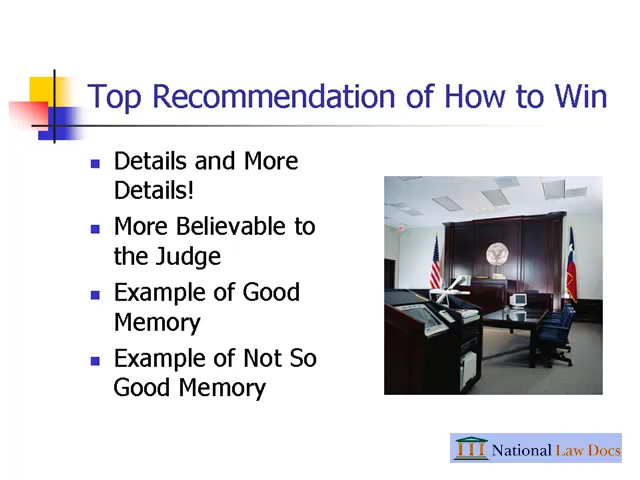 Top Recommendation of How to Win
Details and More
Details!
More Believable to
the Judge
Example of Good
Memory
Example of Not So
Good Memory
National Law Docs